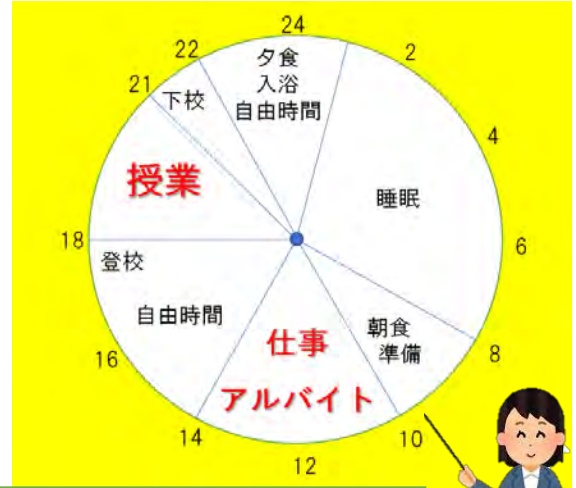 24
2
4
6
8
10
12
14
16
18
21
22
夕食
入浴
自由時間
睡眠
朝食
準備
仕事
アルバイト
自由時間
登校
授業
下校